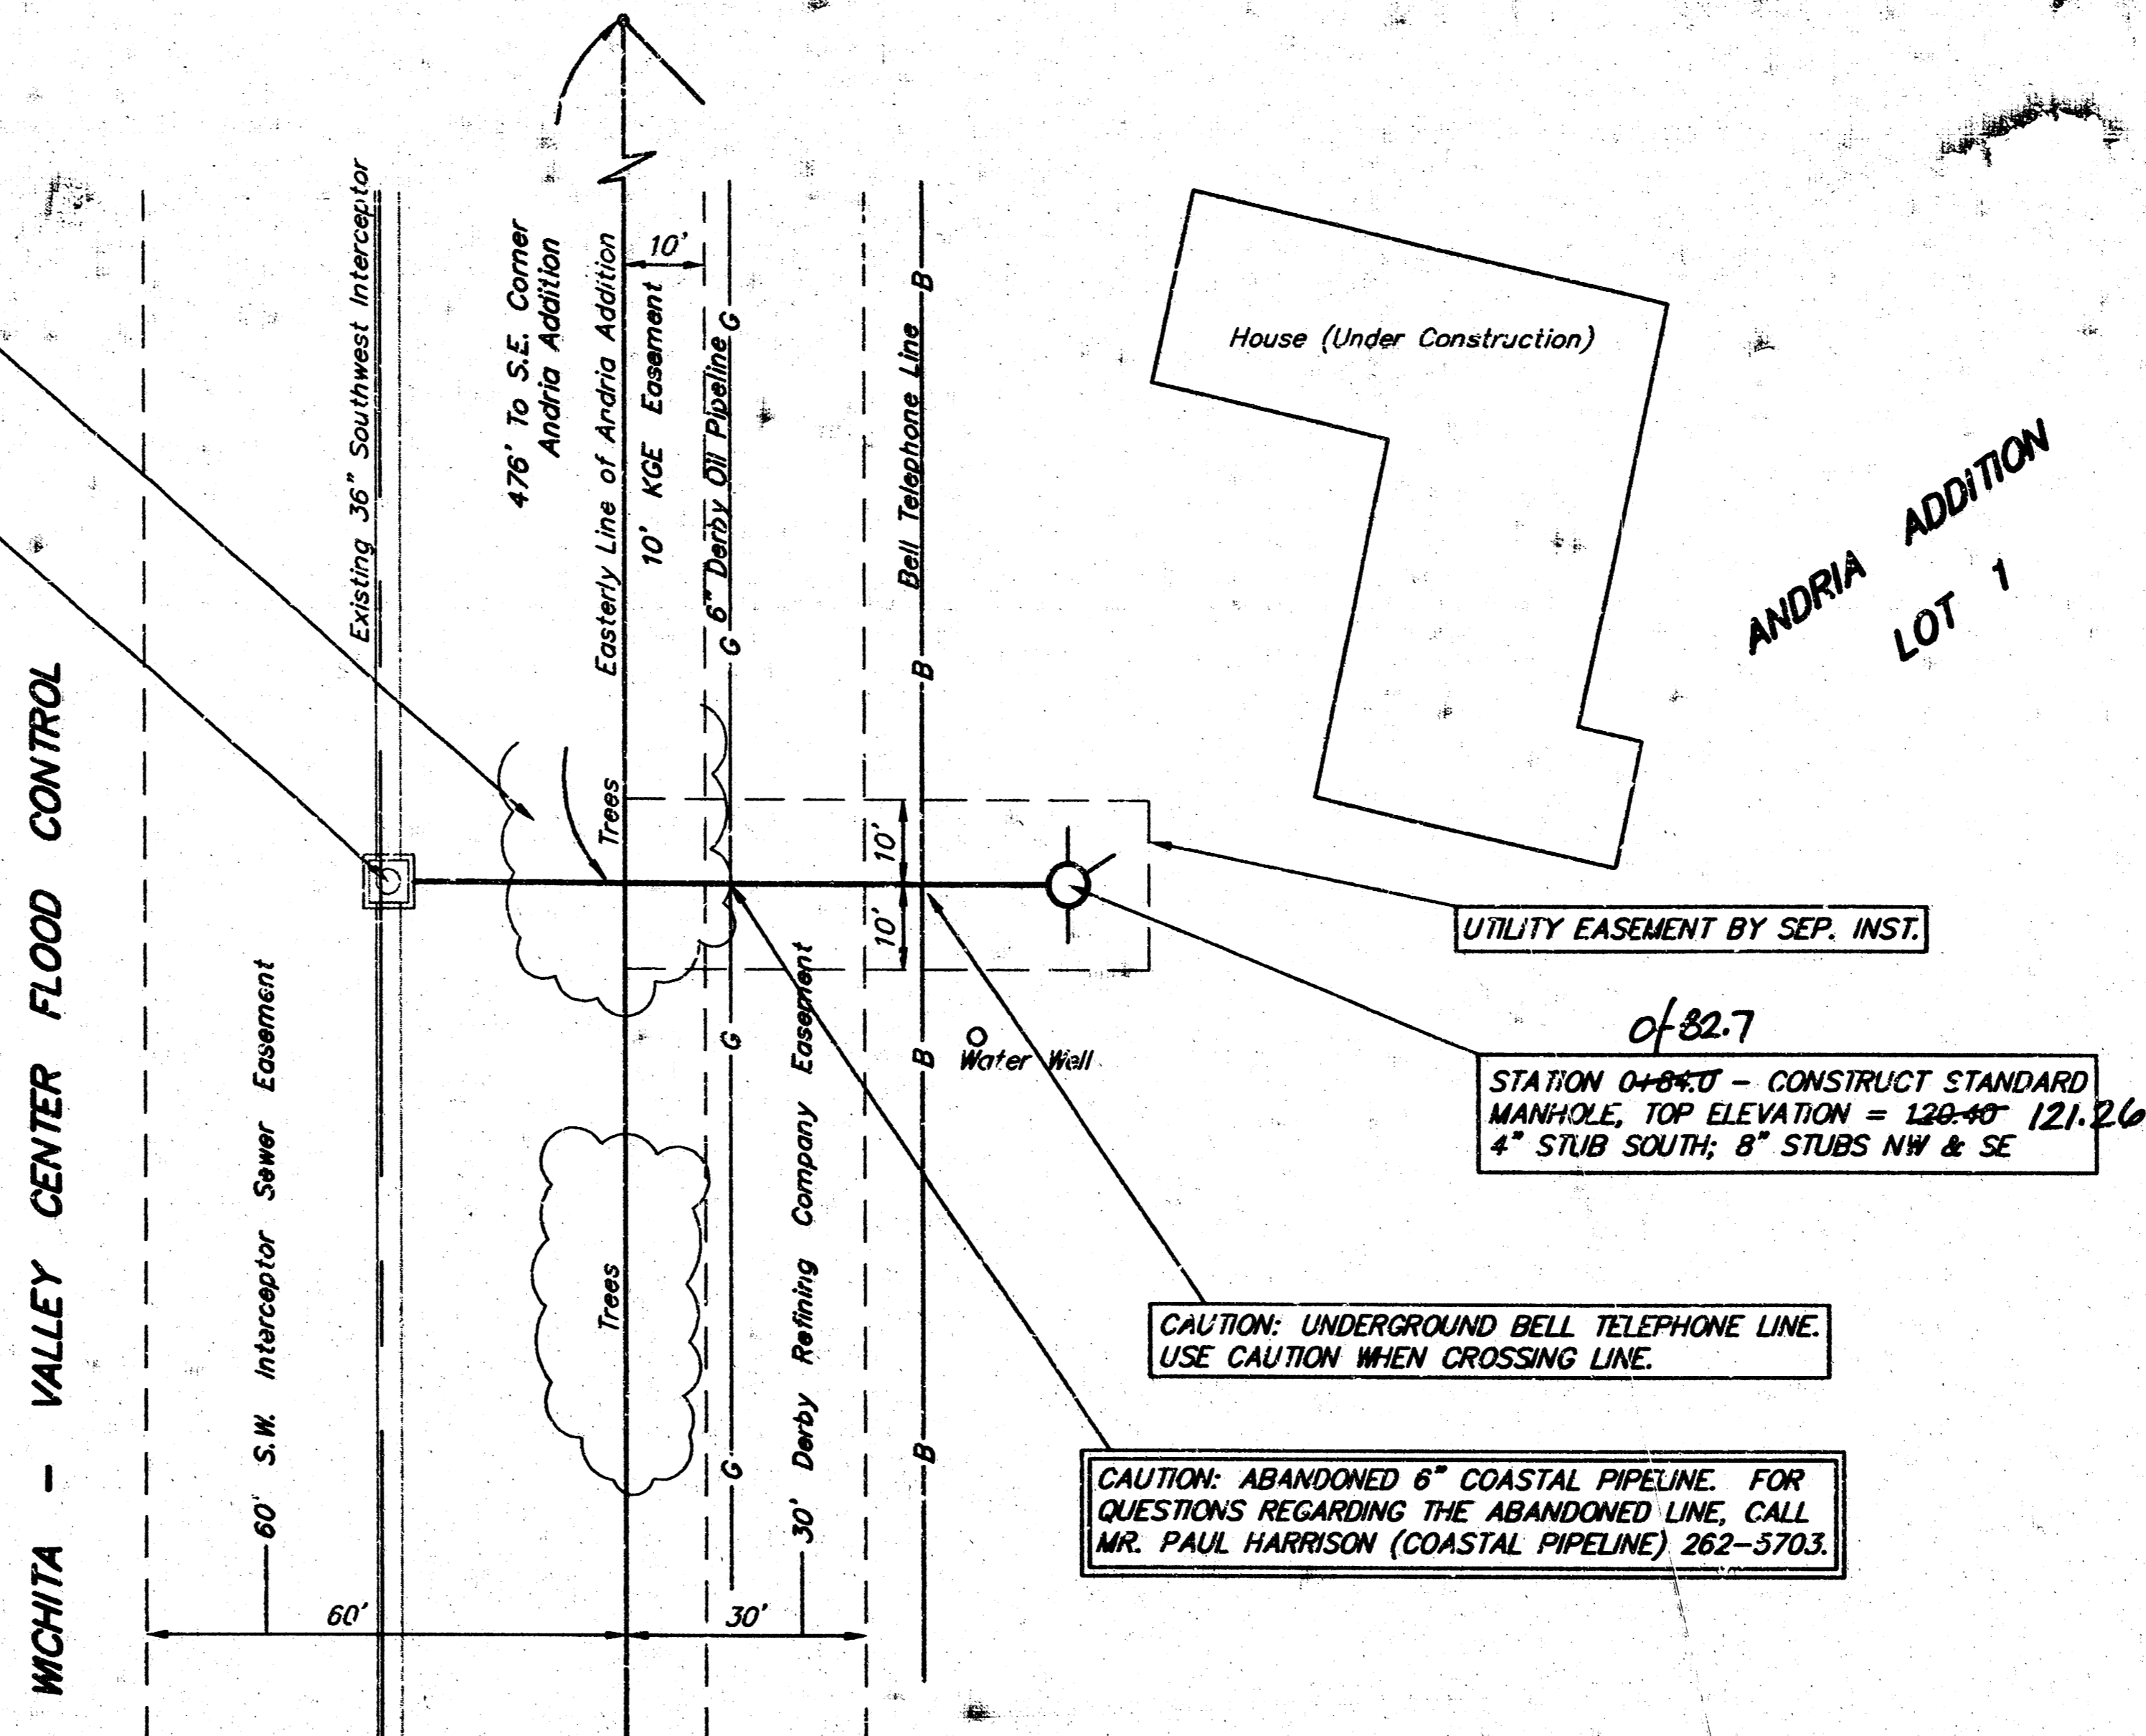 Existing 36" Southwest Interceptor
476' To S.E. Corner
Andria Addition
Easterly Line of Andria Addition
10'
10' KGE Easement
6" Derby Oil Pipeline
G
G
G
G
Bell Telephone Line
B
B
B
B
House (Under Construction)
ANDRIA ADDITION
LOT 1
WICHITA - VALLEY CENTER FLOOD CONTROL
Trees
10'
10'
UTILITY EASEMENT BY SEP. INST.
60' S.W. Interceptor Sewer Easement
Trees
30' Derby Refining Company Easement
Water Well
0+82.7
STATION 0+84.0 - CONSTRUCT STANDARD
MANHOLE, TOP ELEVATION = 120.40 121.26
4" STUB SOUTH; 8" STUBS NW & SE
CAUTION: UNDERGROUND BELL TELEPHONE LINE.
USE CAUTION WHEN CROSSING LINE.
CAUTION: ABANDONED 6" COASTAL PIPELINE. FOR
QUESTIONS REGARDING THE ABANDONED LINE, CALL
MR. PAUL HARRISON (COASTAL PIPELINE) 262-5703.
60'
30'